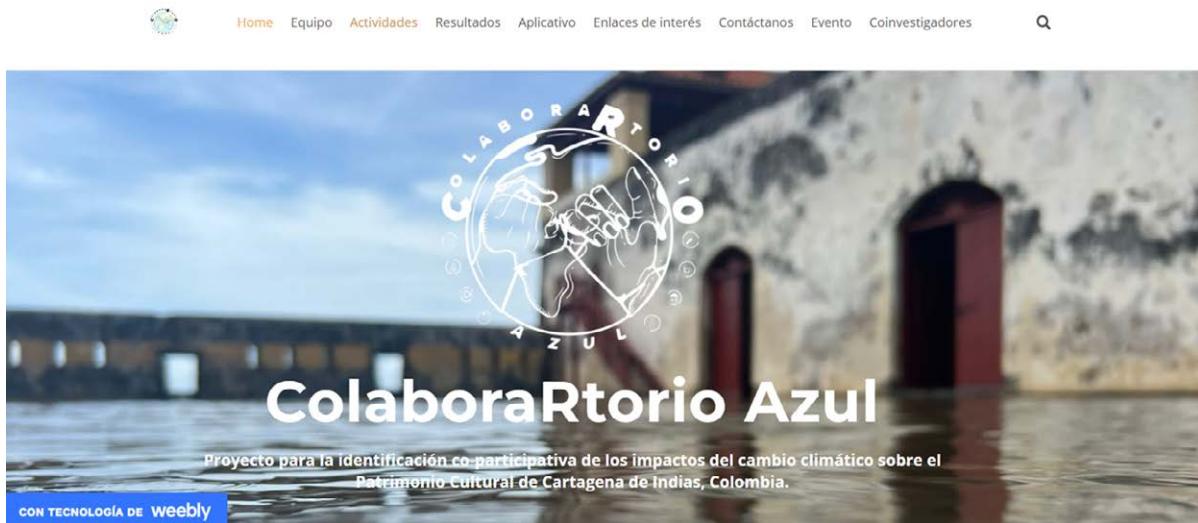 Home Equipo Actividades Resultados Aplicativo Enlaces de interés Contáctanos Evento Coinvestigadores
ColaboraRtorio
AZUL
ColaboraRtorio Azul
Proyecto para la identificación co-participativa de los impactos del cambio climático sobre el
Patrimonio Cultural de Cartagena de Indias, Colombia.
CON TECNOLOGÍA DE weebly